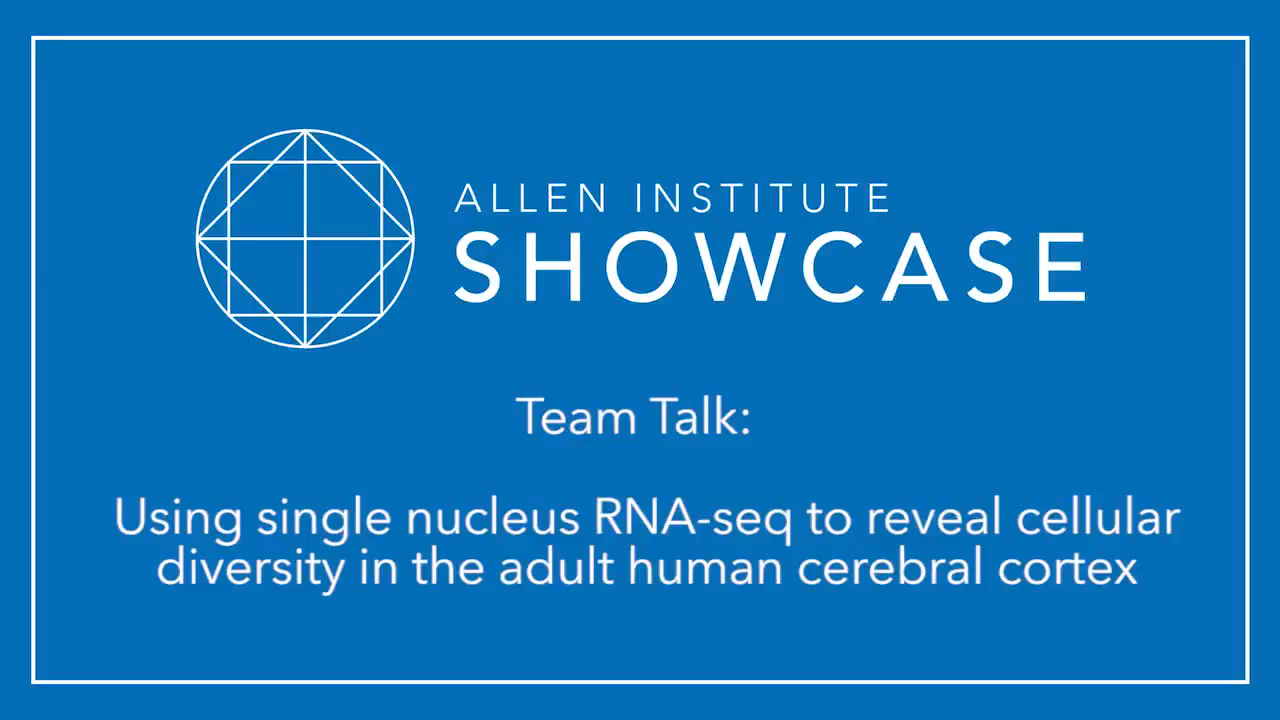 ALLEN INSTITUTE
SHOWCASE
Team Talk:
Using single nucleus RNA-seq to reveal cellular
diversity in the adult human cerebral cortex